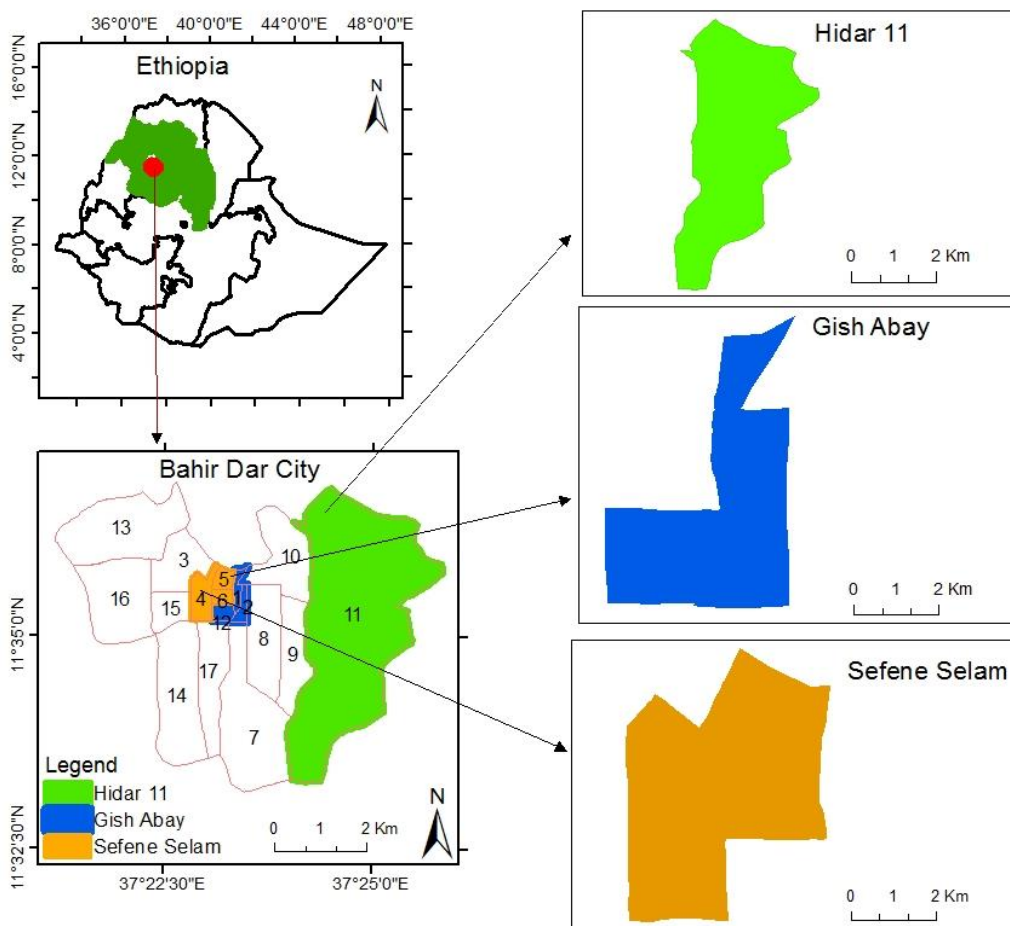 36°0'0"E 40°0'0"E 44°0'0"E 48°0'0"E
Ethiopia
N
16°0'0"N
12°0'0"N
8°0'0"N
4°0'0"N
Hidar 11
0 1 2 Km
Gish Abay
0 1 2 Km
Sefene Selam
0 1 2 Km
Bahir Dar City
13
3
10
5
16
4
6
1
2
15
12
11
8
9
17
14
7
11°35'0"N
11°32'30"N
Legend
Hidar 11
Gish Abay
Sefene Selam
0 1 2 Km
N
37°22'30"E 37°25'0"E